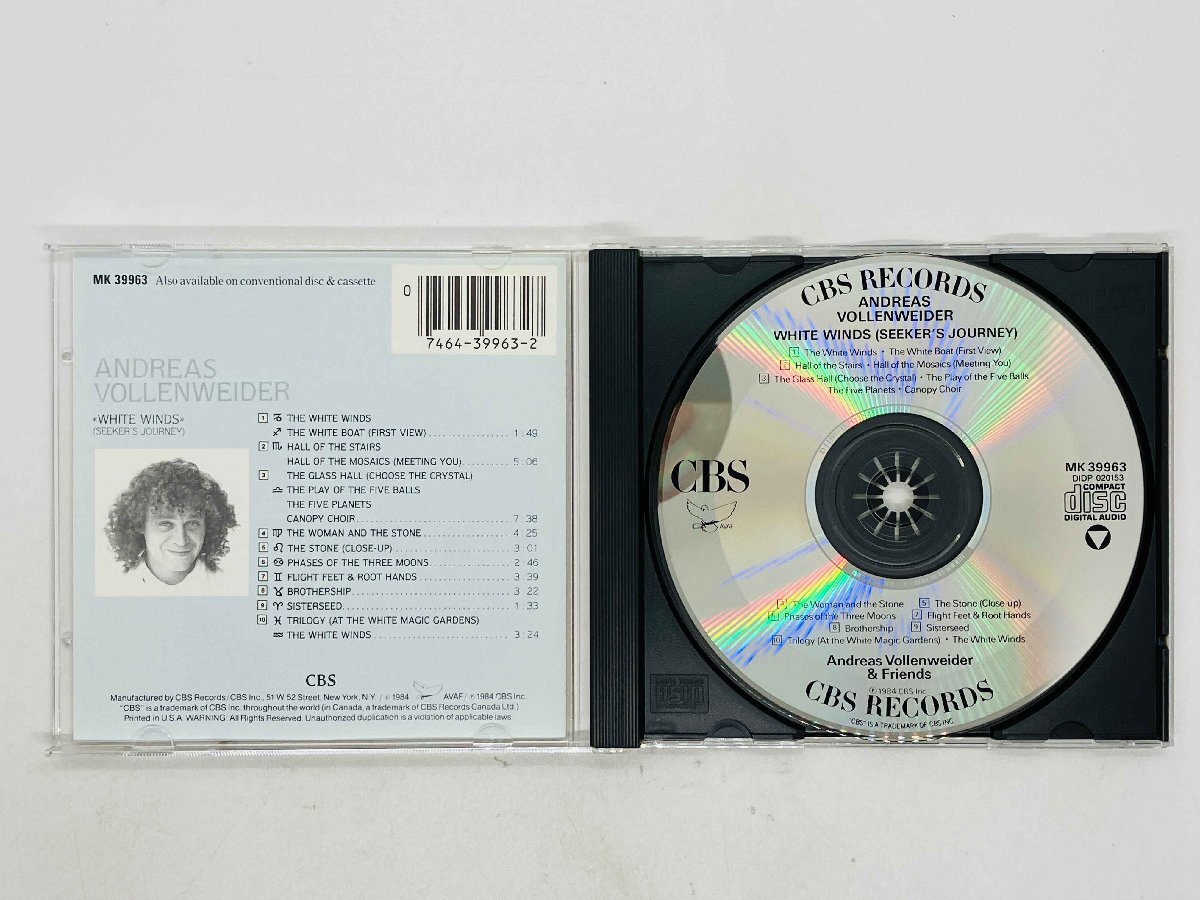 MK 39963 Also available on conventional disc & cassette
0
7464-39963-2
ANDREAS
VOLLENWEIDER
*WHITE WINDS*
(SEEKER'S JOURNEY)
1 ♑ THE WHITE WINDS
♐ THE WHITE BOAT (FIRST VIEW) 1:49
2 ♏ HALL OF THE STAIRS
HALL OF THE MOSAICS (MEETING YOU) 5:06
3 THE GLASS HALL (CHOOSE THE CRYSTAL)
♎ THE PLAY OF THE FIVE BALLS
THE FIVE PLANETS
CANOPY CHOIR 7:38
4 ♍ THE WOMAN AND THE STONE 4:25
5 ♌ THE STONE (CLOSE-UP) 3:01
6 ♋ PHASES OF THE THREE MOONS 2:46
7 ♊ FLIGHT FEET & ROOT HANDS 3:39
8 ♉ BROTHERSHIP 3:22
9 ♈ SISTERSEED 1:33
10 ♓ TRILOGY (AT THE WHITE MAGIC GARDENS)
♒ THE WHITE WINDS 3:24
CBS
Manufactured by CBS Records/CBS Inc., 51 W 52 Street, New York, N.Y. / © 1984 AVAF/℗ 1984 CBS Inc.
"CBS" is a trademark of CBS Inc. throughout the world (in Canada, a trademark of CBS Records Canada Ltd.)
Printed in U.S.A. WARNING: All Rights Reserved. Unauthorized duplication is a violation of applicable laws.
CBS RECORDS
ANDREAS
VOLLENWEIDER
WHITE WINDS (SEEKER'S JOURNEY)
1 The White Winds · The White Boat (First View)
2 Hall of the Stairs · Hall of the Mosaics (Meeting You)
3 The Glass Hall (Choose the Crystal) · The Play of the Five Balls
The Five Planets · Canopy Choir
CBS
MK 39963
DIDP 020153
COMPACT
disc
DIGITAL AUDIO
4 The Woman and the Stone 5 The Stone (Close-up)
6 Phases of the Three Moons 7 Flight Feet & Root Hands
8 Brothership 9 Sisterseed
10 Trilogy (At the White Magic Gardens) · The White Winds
Andreas Vollenweider
& Friends
℗ 1984 CBS Inc.
CBS RECORDS
"CBS" IS A TRADEMARK OF CBS INC.